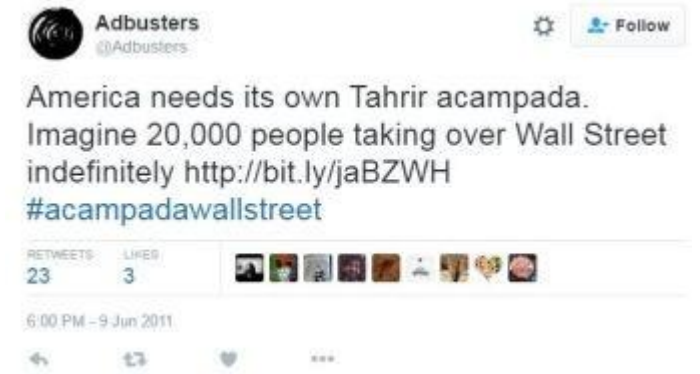 Adbusters
@Adbusters
Follow
America needs its own Tahrir acampada.
Imagine 20,000 people taking over Wall Street
indefinitely http://bit.ly/jaBZWH
#acampadawallstreet
RETWEETS LIKES
23 3
6:00 PM - 9 Jun 2011